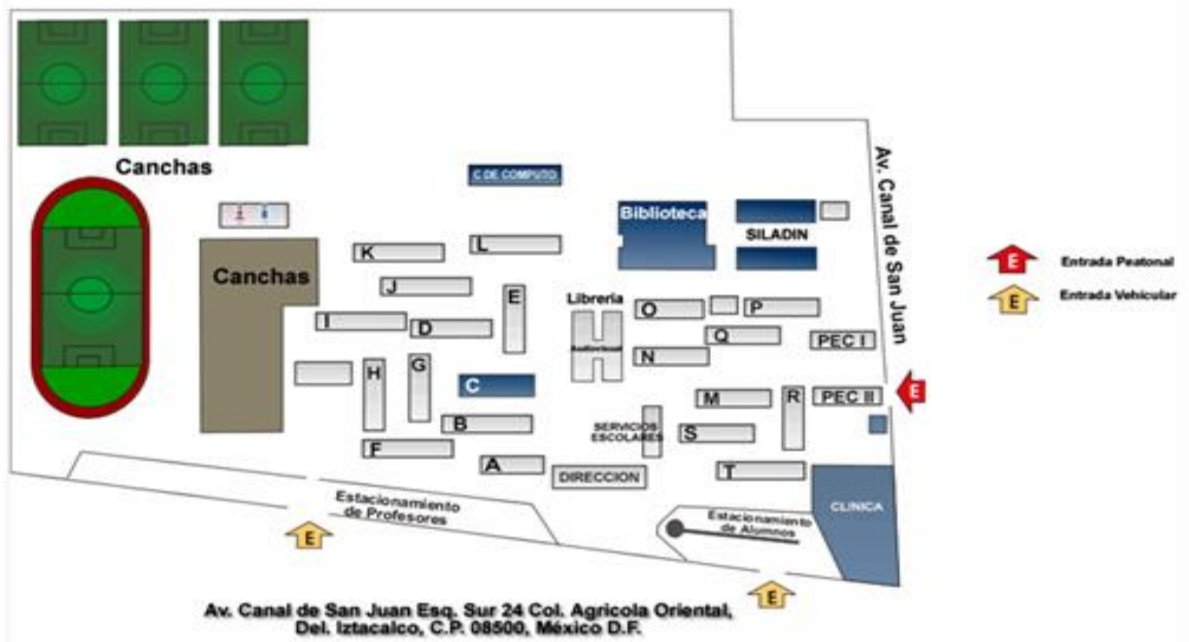 Canchas
C DE COMPUTO
Biblioteca
SILADIN
Av. Canal de San Juan
E
Entrada Peatonal
E
Entrada Vehícular
Canchas
K
L
J
E
Librería
O
P
I
D
Q
PEC I
N
H
G
C
M
R
PEC II
E
B
SERVICIOS
ESCOLARES
S
F
A
DIRECCION
T
CLINICA
Estacionamiento
de Profesores
Estacionamiento
de Alumnos
E
E
Av. Canal de San Juan Esq. Sur 24 Col. Agricola Oriental,
Del. Iztacalco, C.P. 08500, México D.F.